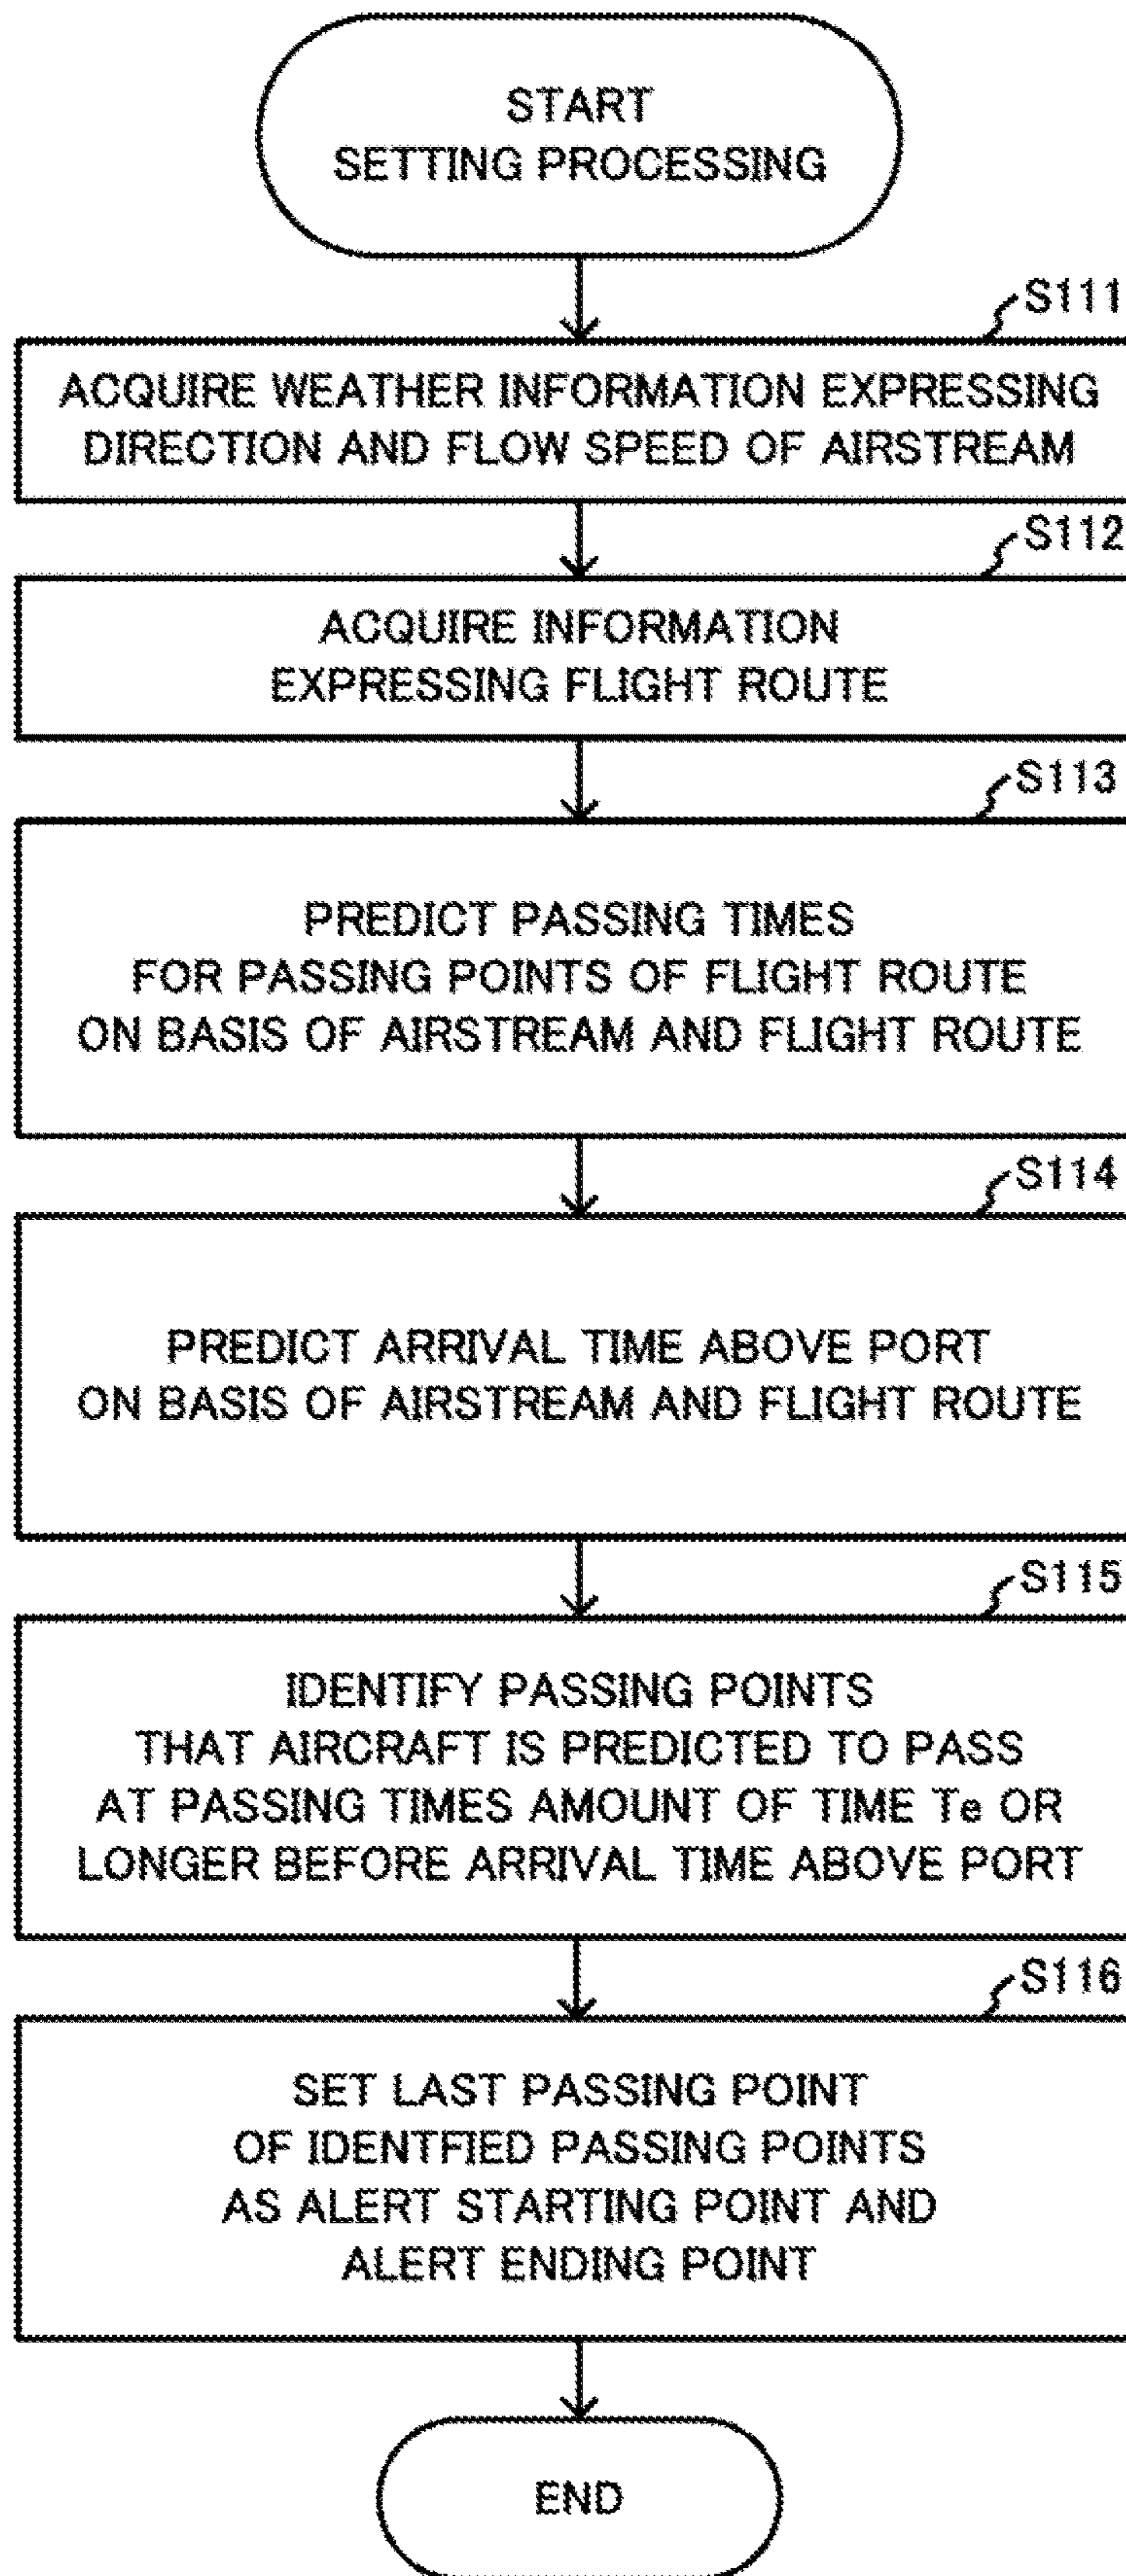 START
SETTING PROCESSING
S111
ACQUIRE WEATHER INFORMATION EXPRESSING
DIRECTION AND FLOW SPEED OF AIRSTREAM
S112
ACQUIRE INFORMATION
EXPRESSING FLIGHT ROUTE
S113
PREDICT PASSING TIMES
FOR PASSING POINTS OF FLIGHT ROUTE
ON BASIS OF AIRSTREAM AND FLIGHT ROUTE
S114
PREDICT ARRIVAL TIME ABOVE PORT
ON BASIS OF AIRSTREAM AND FLIGHT ROUTE
S115
IDENTIFY PASSING POINTS
THAT AIRCRAFT IS PREDICTED TO PASS
AT PASSING TIMES AMOUNT OF TIME Te OR
LONGER BEFORE ARRIVAL TIME ABOVE PORT
S116
SET LAST PASSING POINT
OF IDENTFIED PASSING POINTS
AS ALERT STARTING POINT AND
ALERT ENDING POINT
END